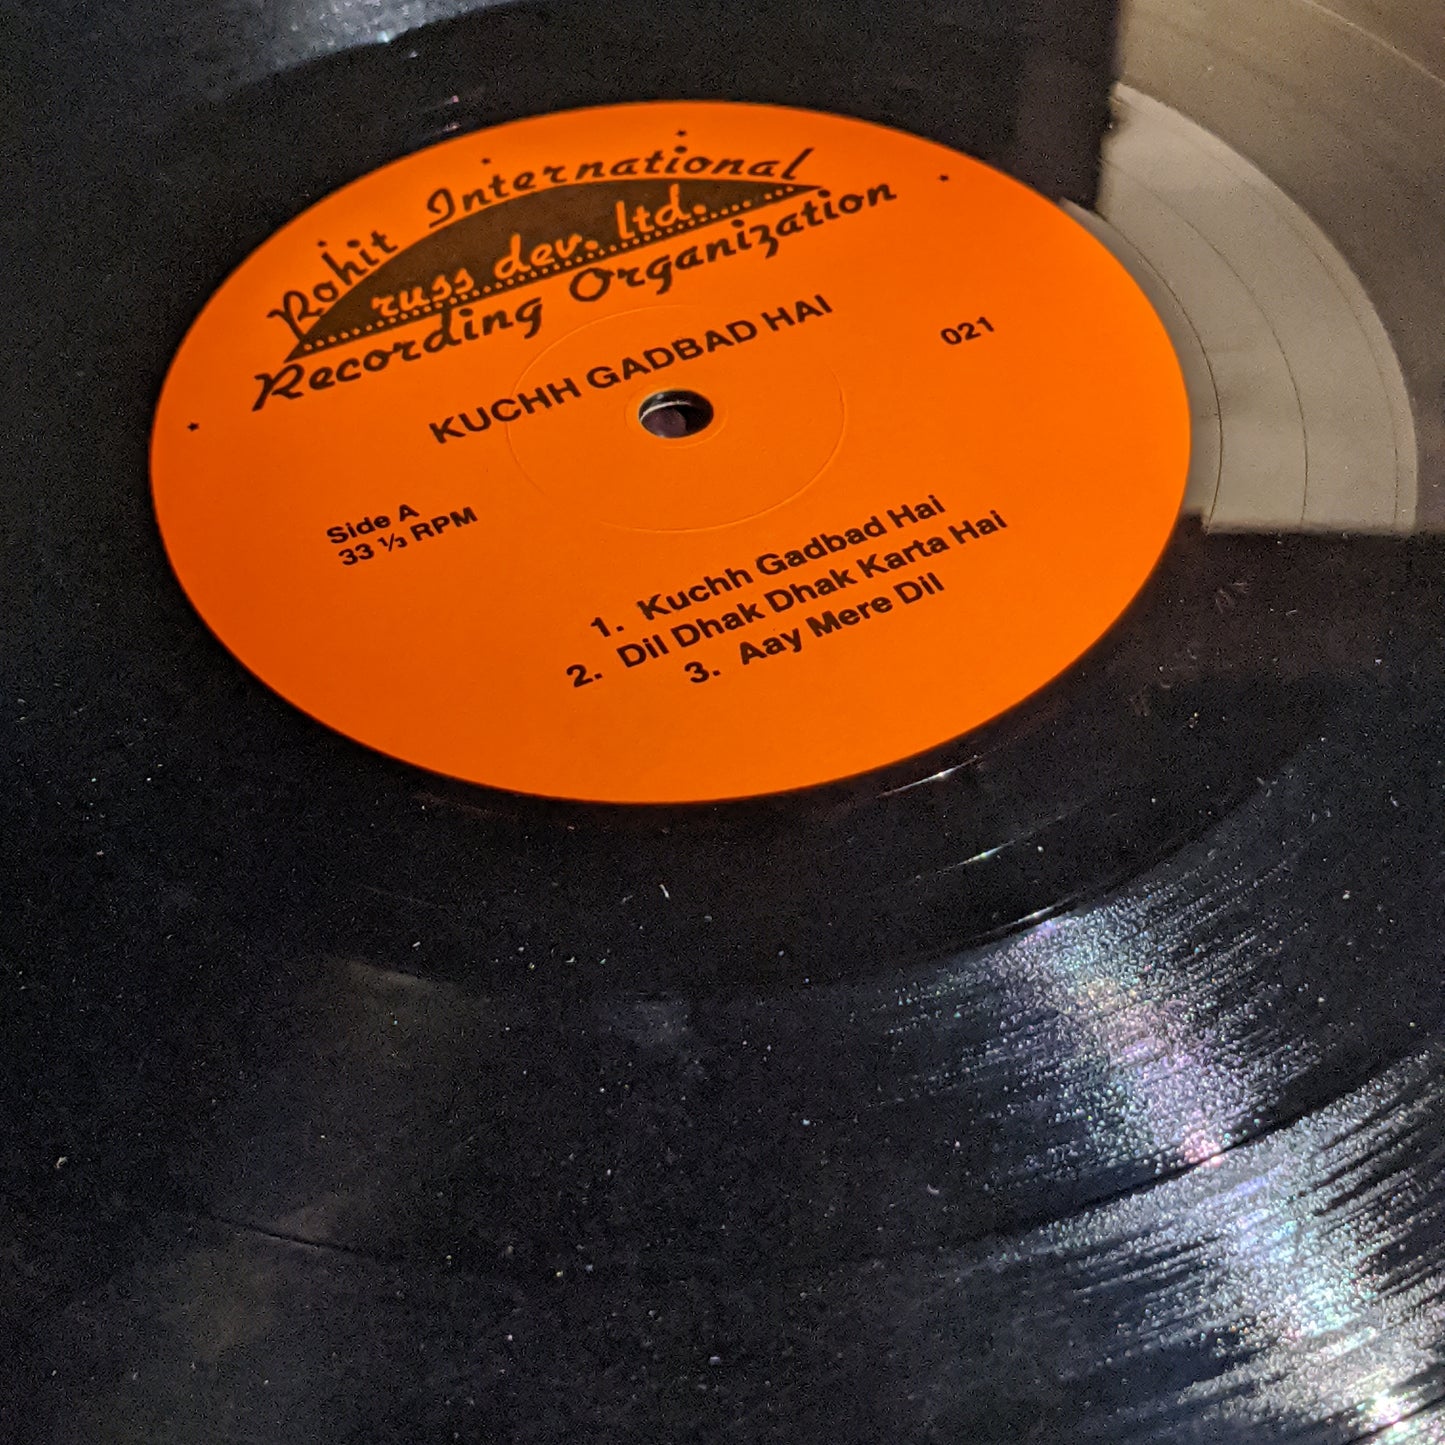 Rohit International
russ dev. ltd.
Recording Organization
KUCHH GADBAD HAI
021
Side A
33 ⅓ RPM
1. Kuchh Gadbad Hai
2. Dil Dhak Dhak Karta Hai
3. Aay Mere Dil